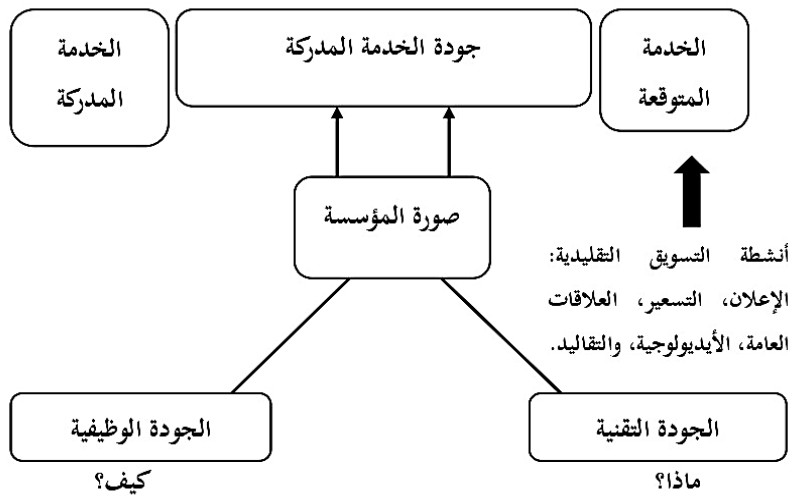 الخدمة
المتوقعة
جودة الخدمة المدركة
الخدمة
المدركة
صورة المؤسسة
أنشطة التسويق التقليدية:
الإعلان، التسعير، العلاقات
العامة، الأيديولوجية، والتقاليد.
الجودة التقنية
ماذا؟
الجودة الوظيفية
كيف؟